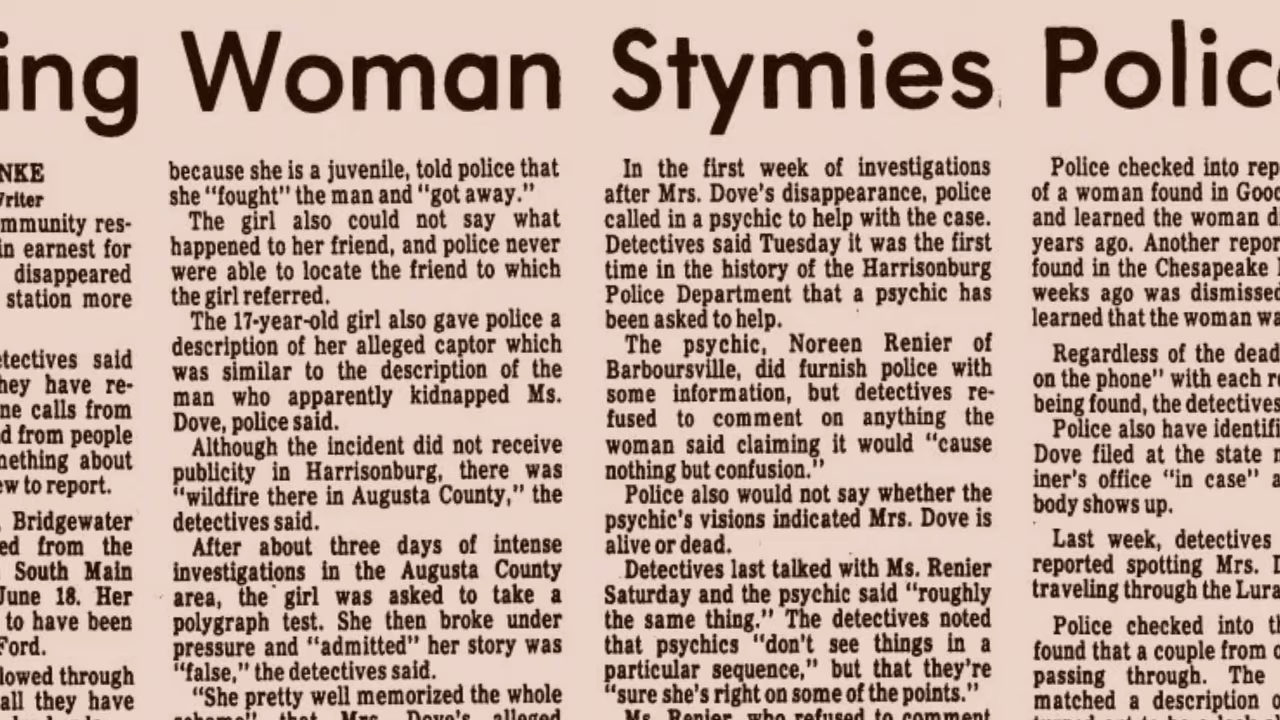 ing Woman Stymies Polic
NKE
Writer
mmunity res-
in earnest for
disappeared
station more
etectives said
hey have re-
ne calls from
d from people
mething about
ew to report.
, Bridgewater
ed from the
South Main
June 18. Her
to have been
Ford.
lowed through
all they have
because she is a juvenile, told police that
she "fought" the man and "got away."
The girl also could not say what
happened to her friend, and police never
were able to locate the friend to which
the girl referred.
The 17-year-old girl also gave police a
description of her alleged captor which
was similar to the description of the
man who apparently kidnapped Ms.
Dove, police said.
Although the incident did not receive
publicity in Harrisonburg, there was
"wildfire there in Augusta County," the
detectives said.
After about three days of intense
investigations in the Augusta County
area, the girl was asked to take a
polygraph test. She then broke under
pressure and "admitted" her story was
"false," the detectives said.
"She pretty well memorized the whole
scheme" that Mrs. Dove's alleged
In the first week of investigations
after Mrs. Dove's disappearance, police
called in a psychic to help with the case.
Detectives said Tuesday it was the first
time in the history of the Harrisonburg
Police Department that a psychic has
been asked to help.
The psychic, Noreen Renier of
Barboursville, did furnish police with
some information, but detectives re-
fused to comment on anything the
woman said claiming it would "cause
nothing but confusion."
Police also would not say whether the
psychic's visions indicated Mrs. Dove is
alive or dead.
Detectives last talked with Ms. Renier
Saturday and the psychic said "roughly
the same thing." The detectives noted
that psychics "don't see things in a
particular sequence," but that they're
"sure she's right on some of the points."
Ms. Renier, who refused to comment
Police checked into rep
of a woman found in Good
and learned the woman d
years ago. Another repor
found in the Chesapeake
weeks ago was dismissed
learned that the woman wa
Regardless of the dead
on the phone" with each re
being found, the detectives
Police also have identifi
Dove filed at the state m
iner's office "in case" a
body shows up.
Last week, detectives
reported spotting Mrs. D
traveling through the Lura
Police checked into th
found that a couple from o
passing through. The
matched a description o